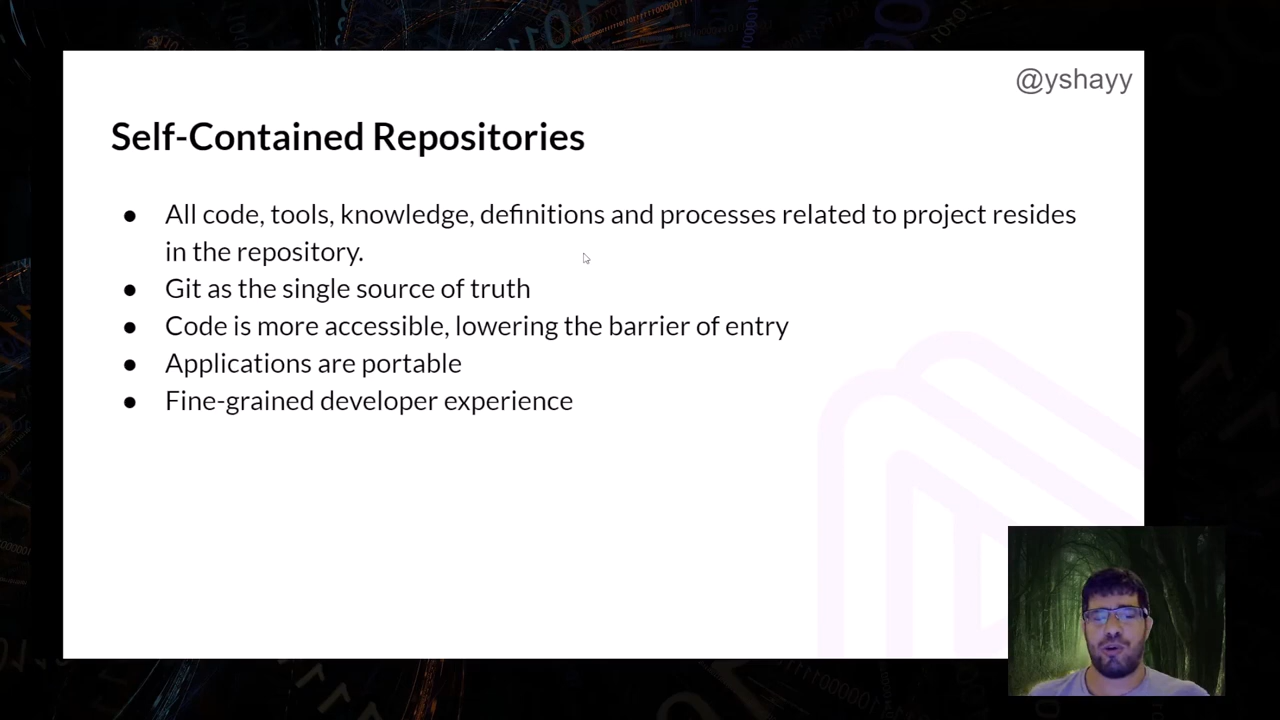 @yshayy
Self-Contained Repositories
● All code, tools, knowledge, definitions and processes related to project resides
in the repository.
● Git as the single source of truth
● Code is more accessible, lowering the barrier of entry
● Applications are portable
● Fine-grained developer experience